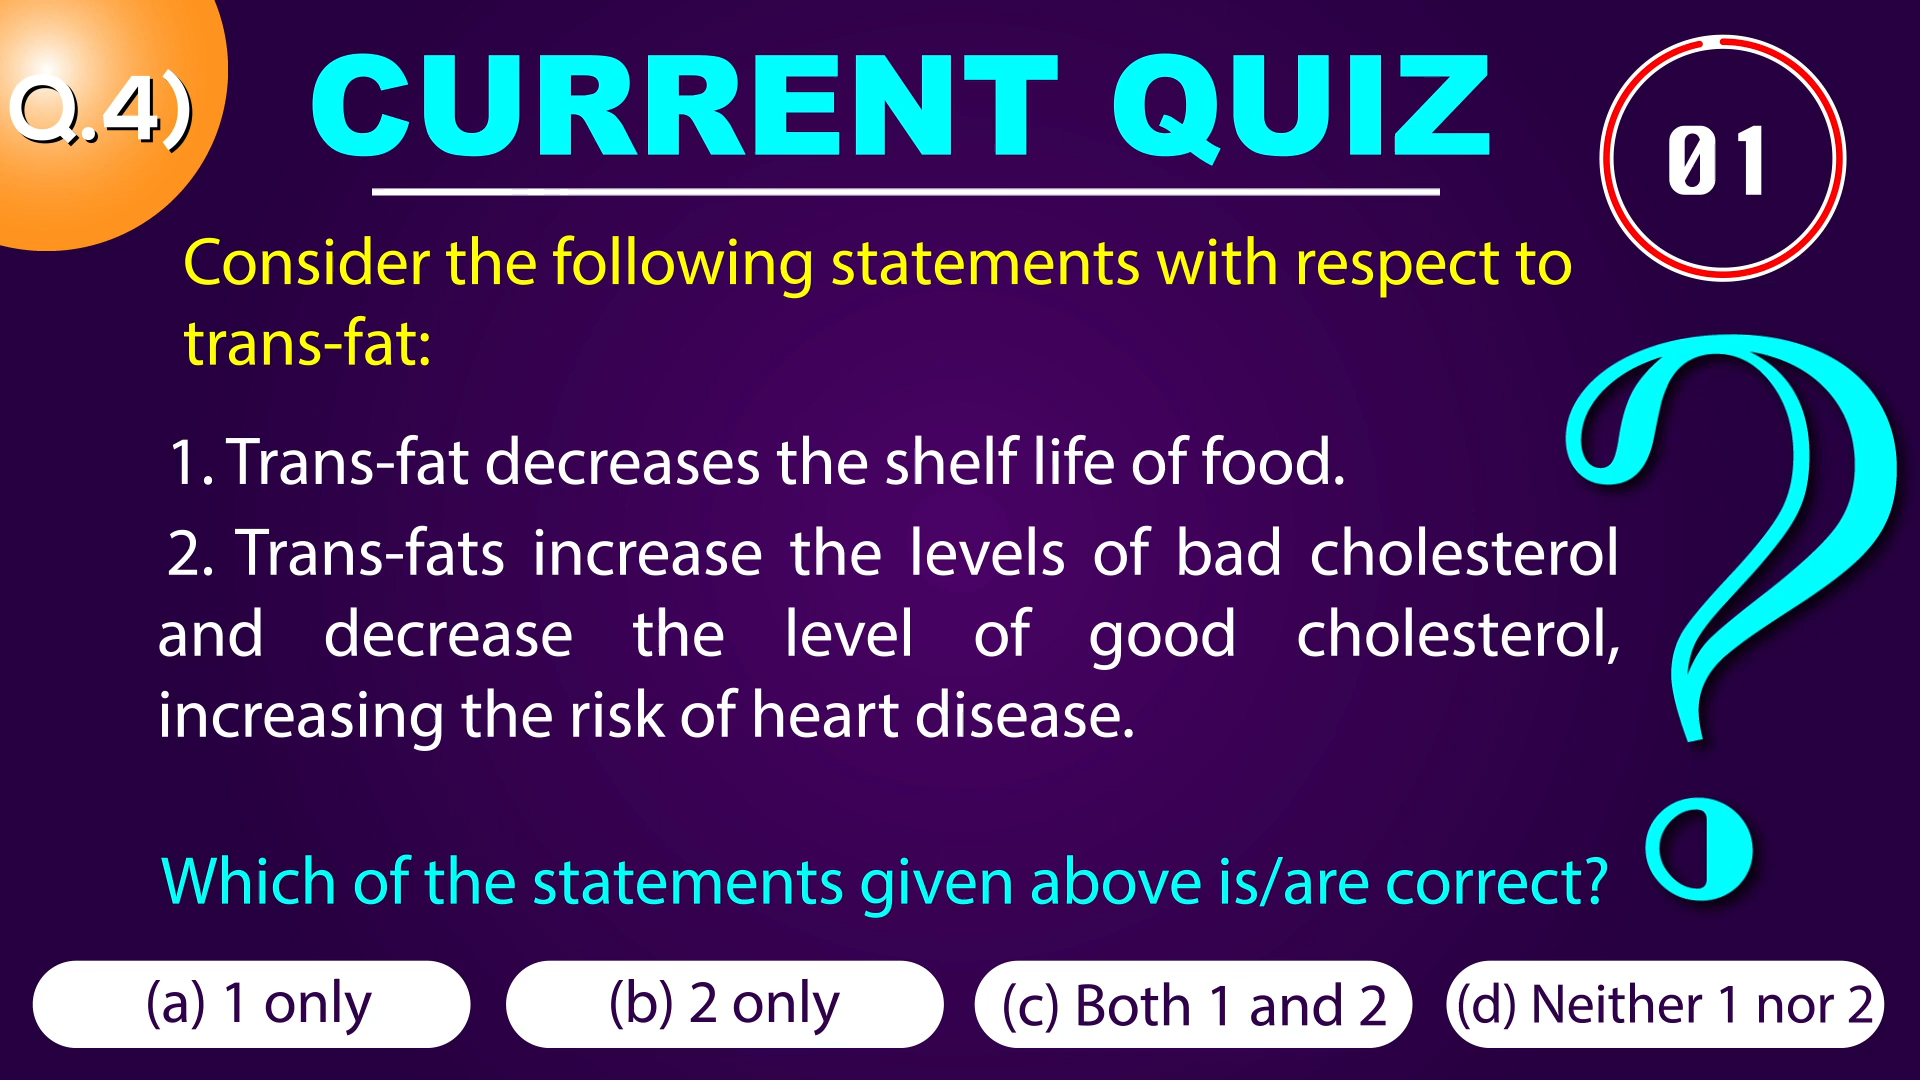 Q.4)
CURRENT QUIZ
01
Consider the following statements with respect to
trans-fat:
1. Trans-fat decreases the shelf life of food.
2. Trans-fats increase the levels of bad cholesterol
and decrease the level of good cholesterol,
increasing the risk of heart disease.
?
Which of the statements given above is/are correct?
(a) 1 only
(b) 2 only
(c) Both 1 and 2
(d) Neither 1 nor 2